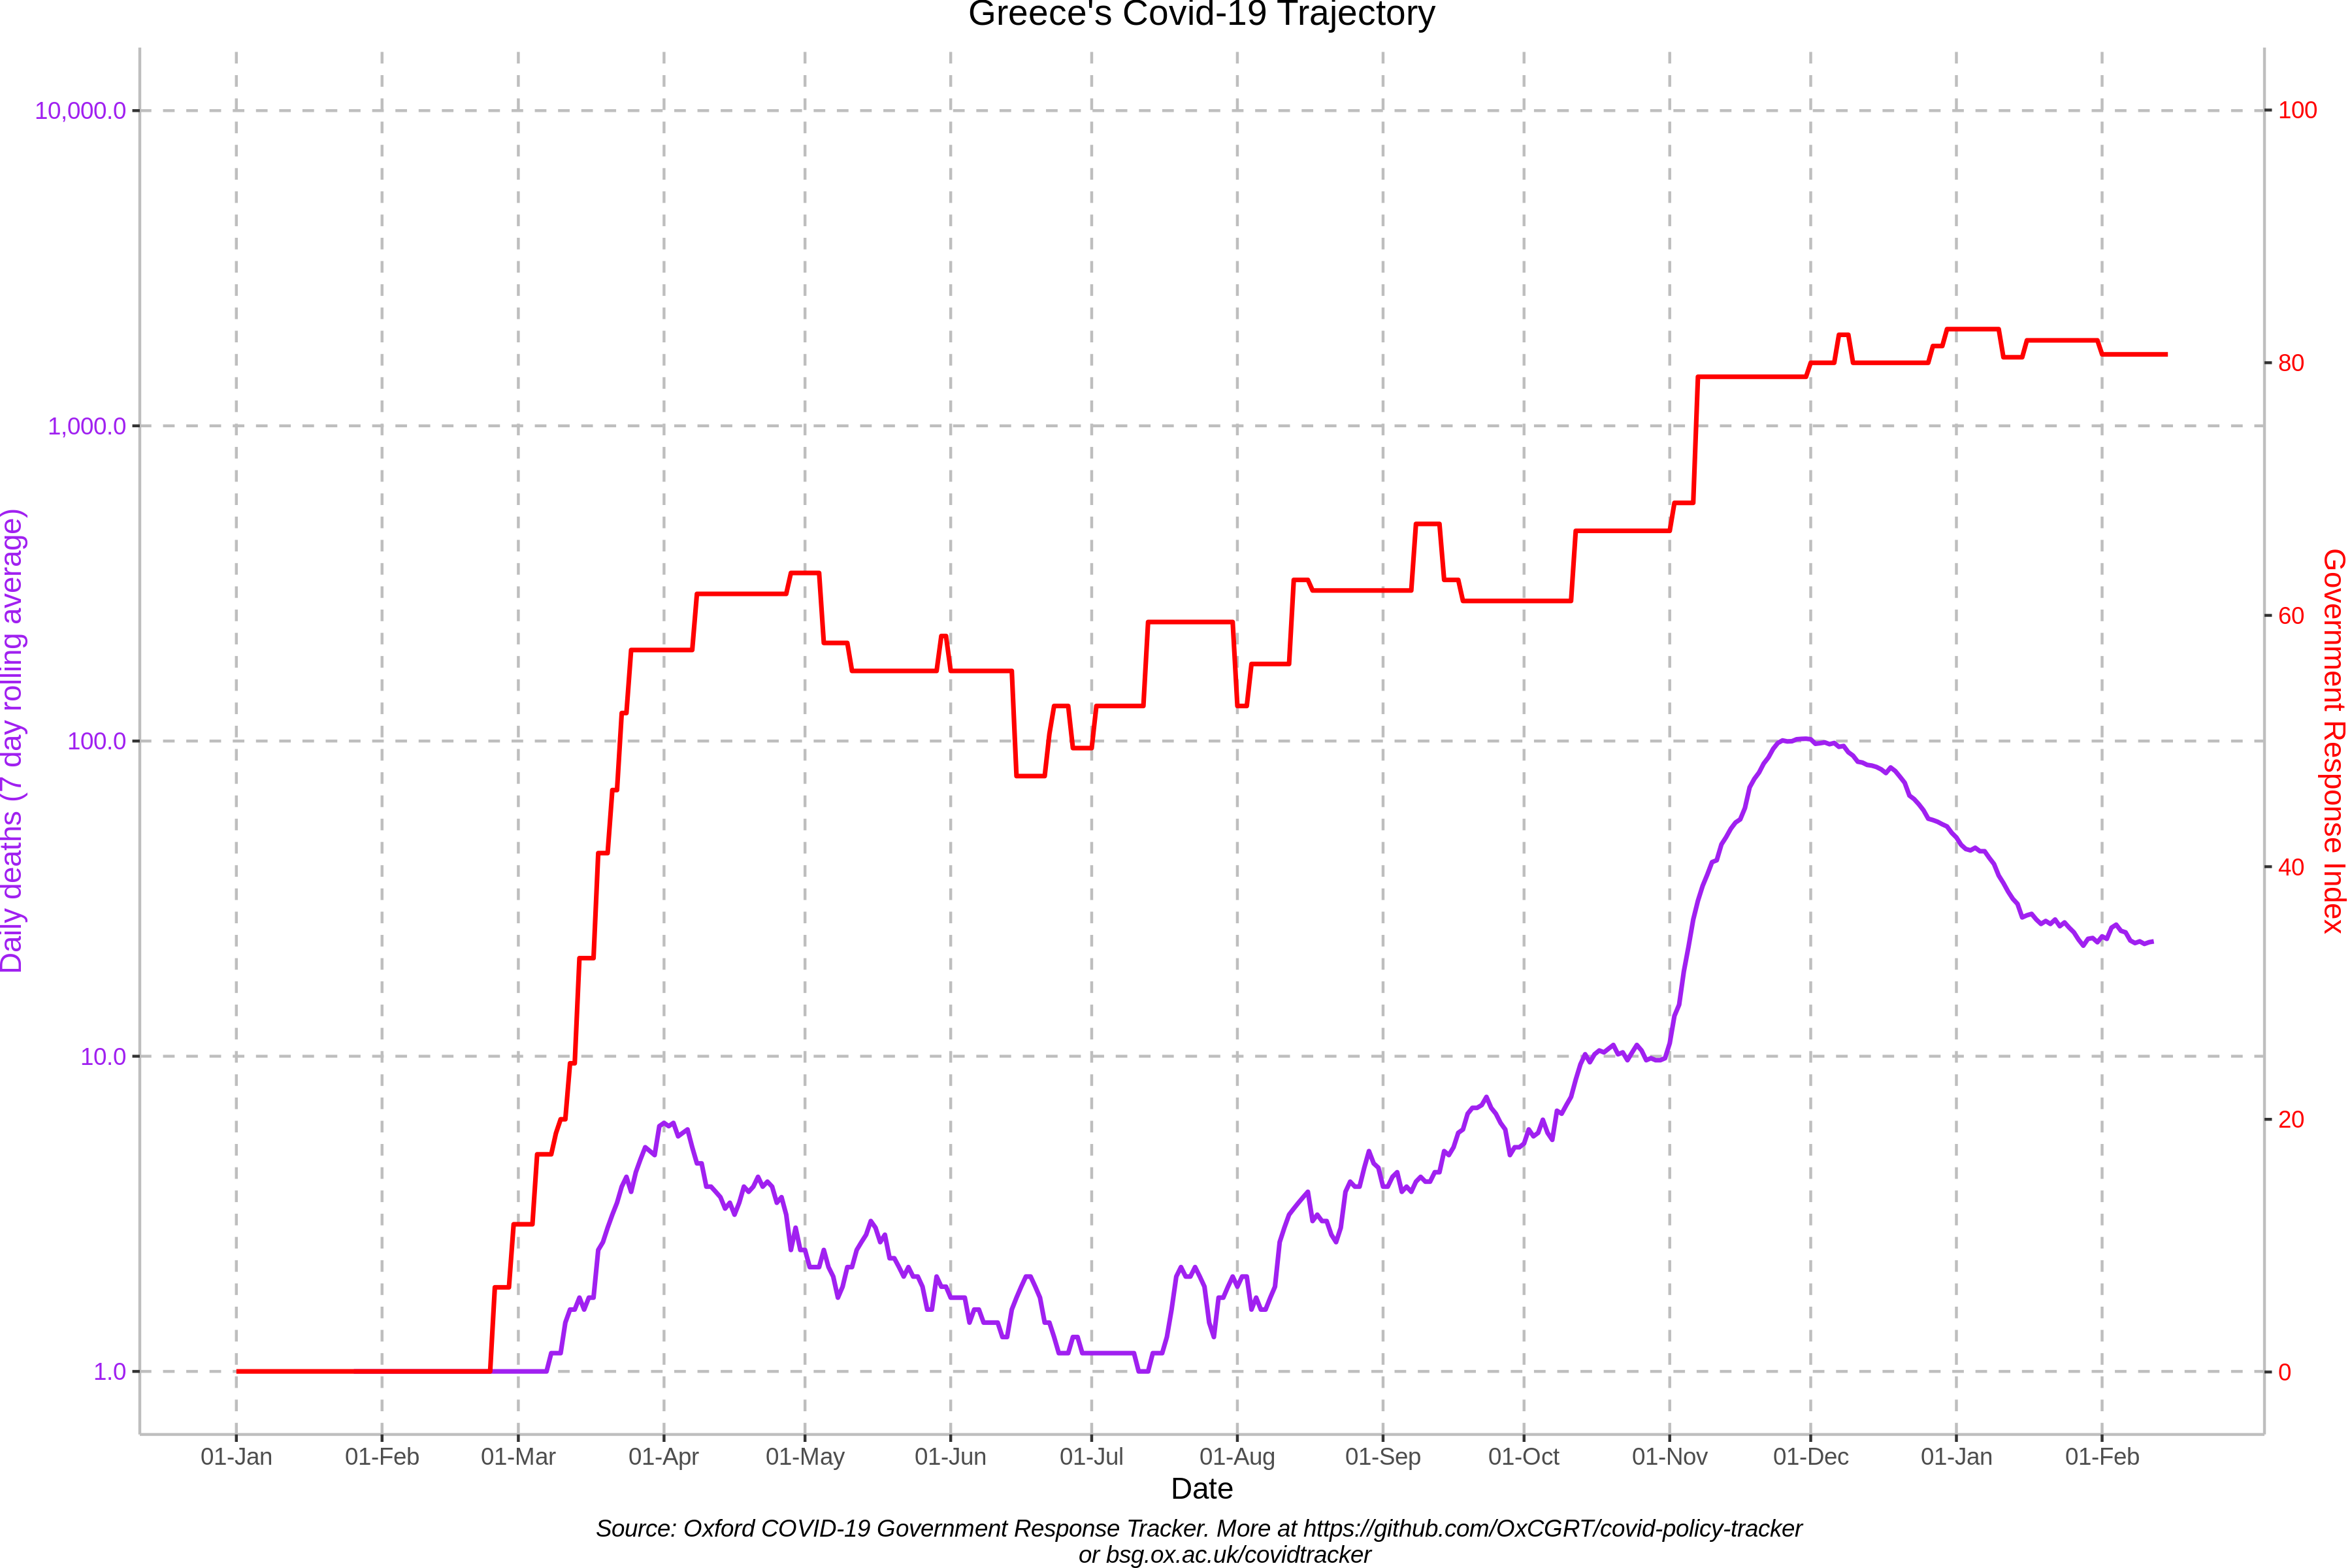 Greece's Covid-19 Trajectory
10,000.0
1,000.0
100.0
10.0
1.0
Daily deaths (7 day rolling average)
100
80
60
40
20
0
Government Response Index
01-Jan
01-Feb
01-Mar
01-Apr
01-May
01-Jun
01-Jul
01-Aug
01-Sep
01-Oct
01-Nov
01-Dec
01-Jan
01-Feb
Date
Source: Oxford COVID-19 Government Response Tracker. More at https://github.com/OxCGRT/covid-policy-tracker
or bsg.ox.ac.uk/covidtracker